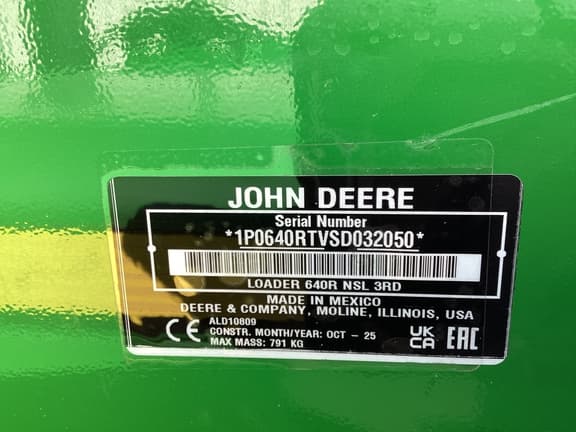 JOHN DEERE
Serial Number
*1P0640RTVSD032050*
LOADER 640R NSL 3RD
MADE IN MEXICO
DEERE & COMPANY, MOLINE, ILLINOIS, USA
ALD10809
CONSTR. MONTH/YEAR: OCT - 25
MAX MASS: 791 KG
CE
UK
CA
EAC